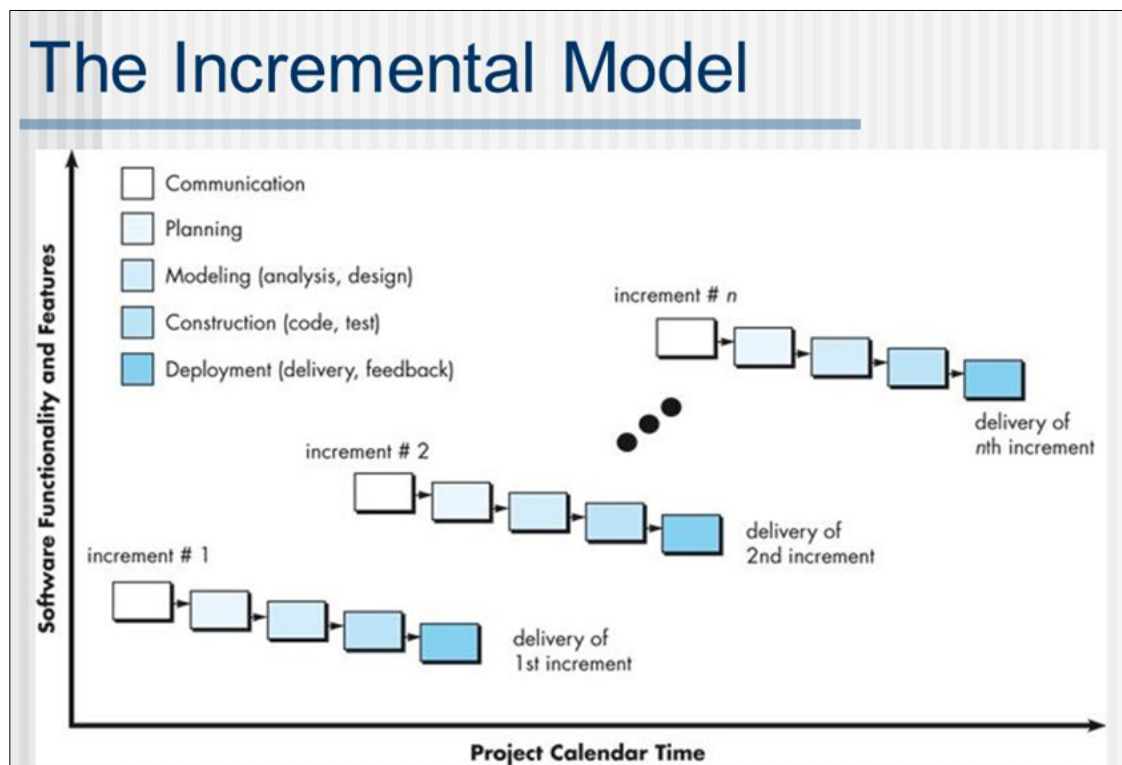 The Incremental Model
Communication
Planning
Modeling (analysis, design)
Construction (code, test)
Deployment (delivery, feedback)
increment # n
delivery of
nth increment
increment # 2
delivery of
2nd increment
increment # 1
delivery of
1st increment
Software Functionality and Features
Project Calendar Time